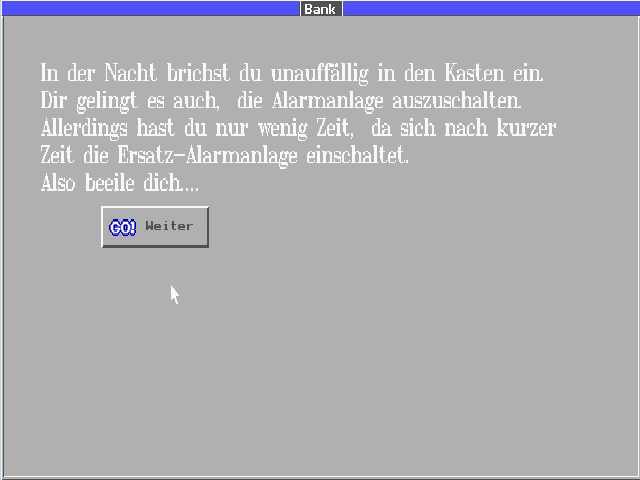 Bank
In der Nacht brichst du unauffällig in den Kasten ein.
Dir gelingt es auch, die Alarmanlage auszuschalten.
Allerdings hast du nur wenig Zeit, da sich nach kurzer
Zeit die Ersatz-Alarmanlage einschaltet.
Also beeile dich....
GO! Weiter